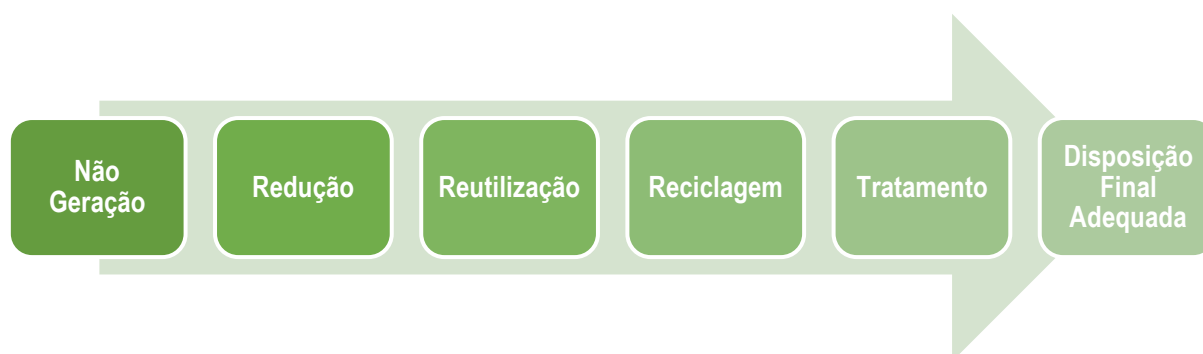 Não
Geração
Redução
Reutilização
Reciclagem
Tratamento
Disposição
Final
Adequada